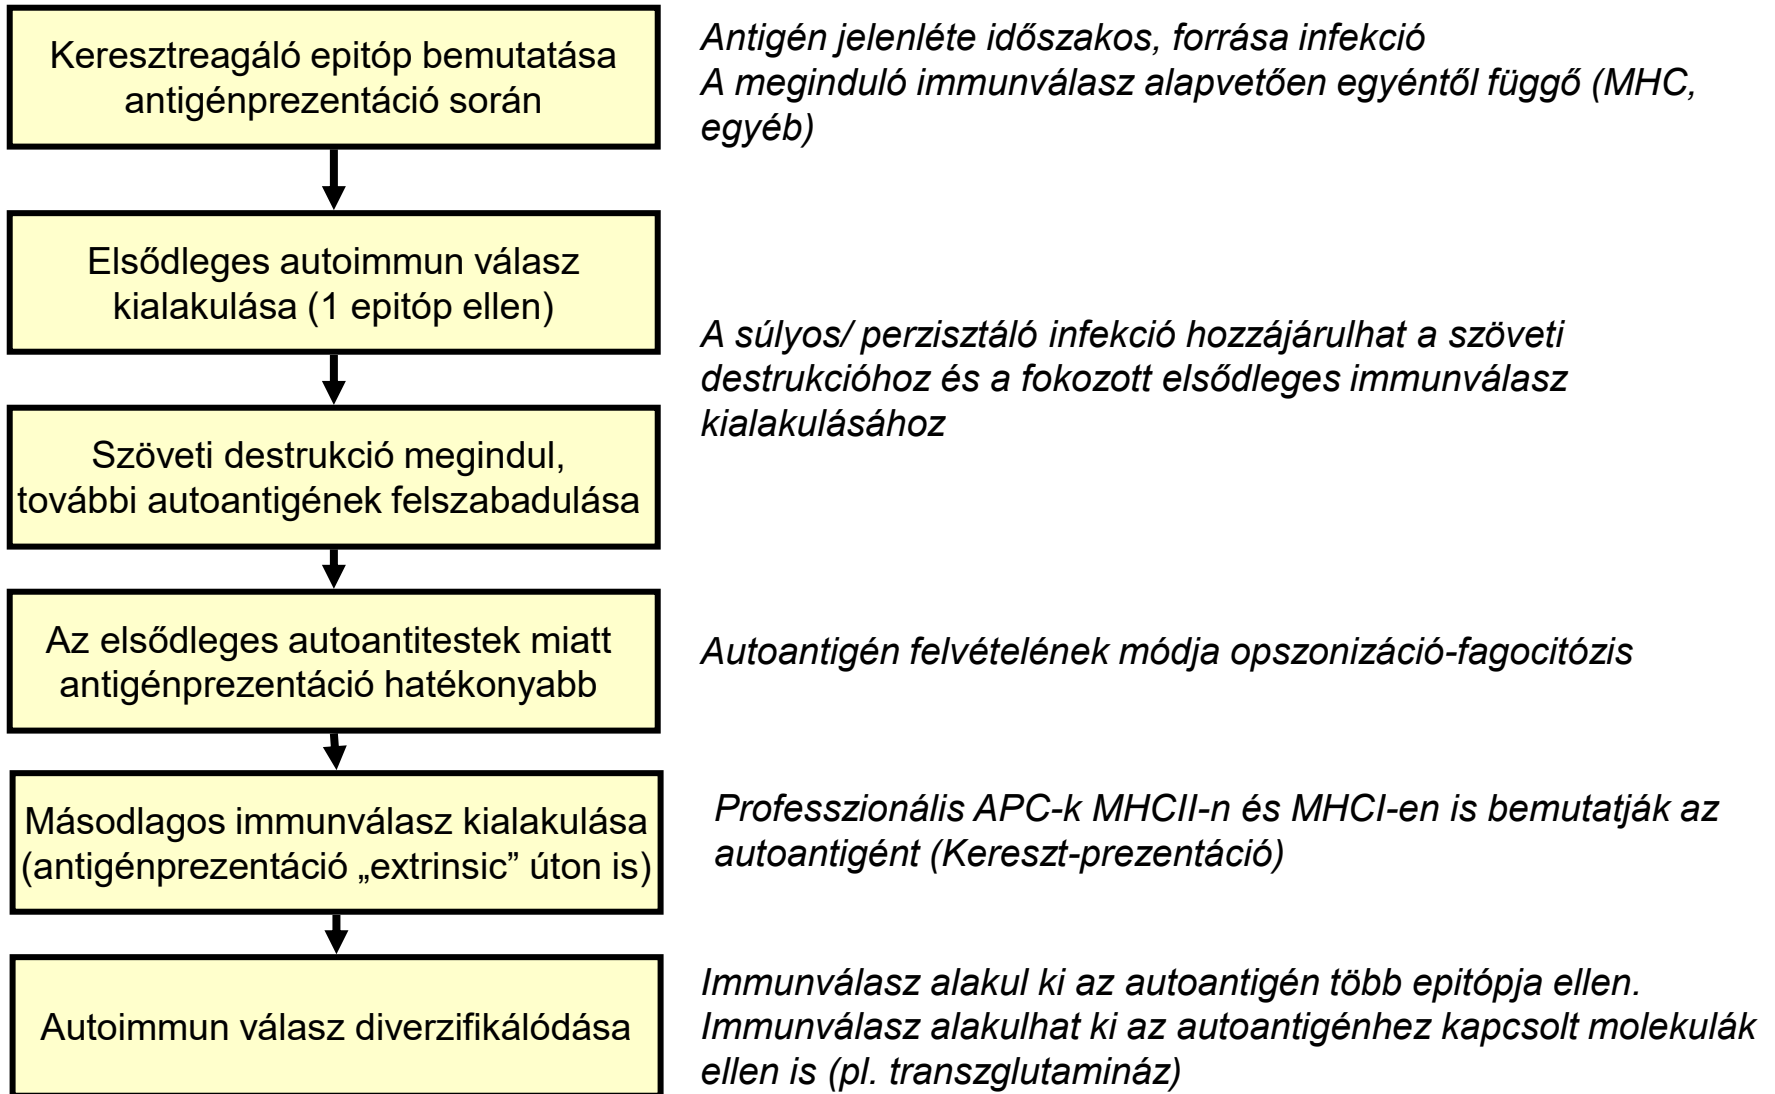 Keresztreagáló epitóp bemutatása
antigénprezentáció során
Antigén jelenléte időszakos, forrása infekció
A meginduló immunválasz alapvetően egyéntől függő (MHC,
egyéb)
Elsődleges autoimmun válasz
kialakulása (1 epitóp ellen)
A súlyos/ perzisztáló infekció hozzájárulhat a szöveti
destrukcióhoz és a fokozott elsődleges immunválasz
kialakulásához
Szöveti destrukció megindul,
további autoantigének felszabadulása
Az elsődleges autoantitestek miatt
antigénprezentáció hatékonyabb
Autoantigén felvételének módja opszonizáció-fagocitózis
Másodlagos immunválasz kialakulása
(antigénprezentáció „extrinsic” úton is)
Professzionális APC-k MHCII-n és MHCI-en is bemutatják az
autoantigént (Kereszt-prezentáció)
Autoimmun válasz diverzifikálódása
Immunválasz alakul ki az autoantigén több epitópja ellen.
Immunválasz alakulhat ki az autoantigénhez kapcsolt molekulák
ellen is (pl. transzglutamináz)